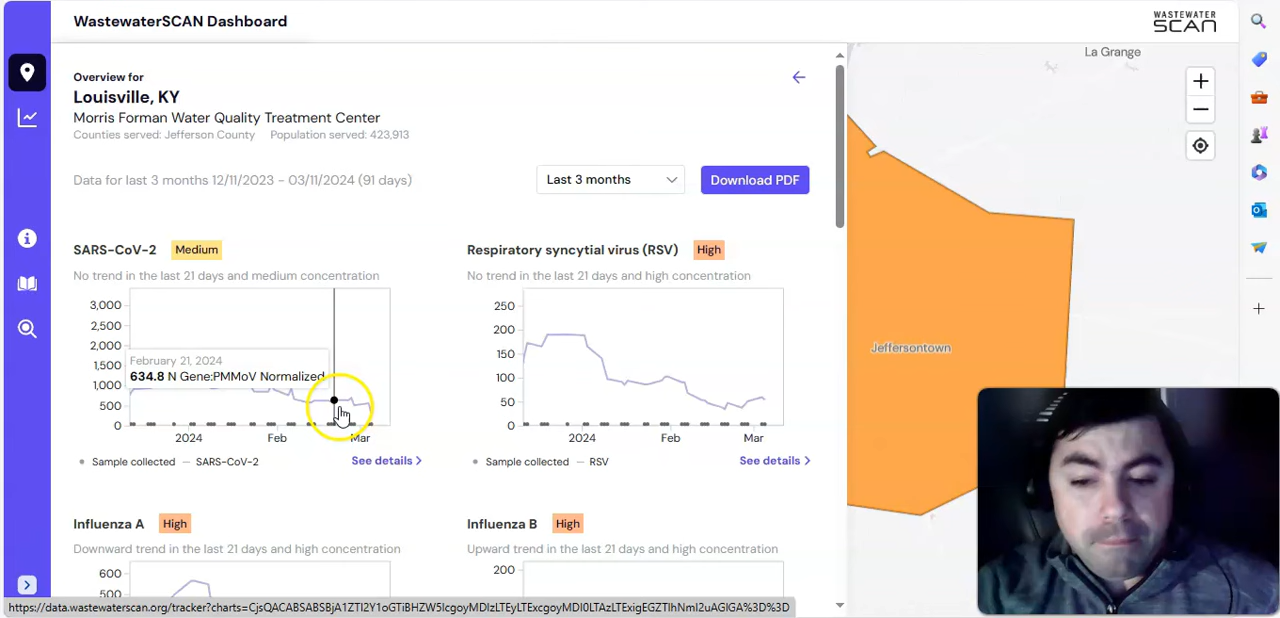 WastewaterSCAN Dashboard
WASTEWATER
SCAN
Overview for
Louisville, KY
Morris Forman Water Quality Treatment Center
Counties served: Jefferson County Population served: 423,913
Data for last 3 months 12/11/2023 - 03/11/2024 (91 days)
Last 3 months
Download PDF
SARS-CoV-2 Medium
No trend in the last 21 days and medium concentration
3,000
2,500
2,000
1,500
1,000
500
0
February 21, 2024
634.8 N Gene:PMMoV Normalized
2024 Feb Mar
Sample collected SARS-CoV-2
See details
Respiratory syncytial virus (RSV) High
No trend in the last 21 days and high concentration
250
200
150
100
50
0
2024 Feb Mar
Sample collected RSV
See details
Influenza A High
Downward trend in the last 21 days and high concentration
600
500
Influenza B High
Upward trend in the last 21 days and high concentration
200
La Grange
Jeffersontown